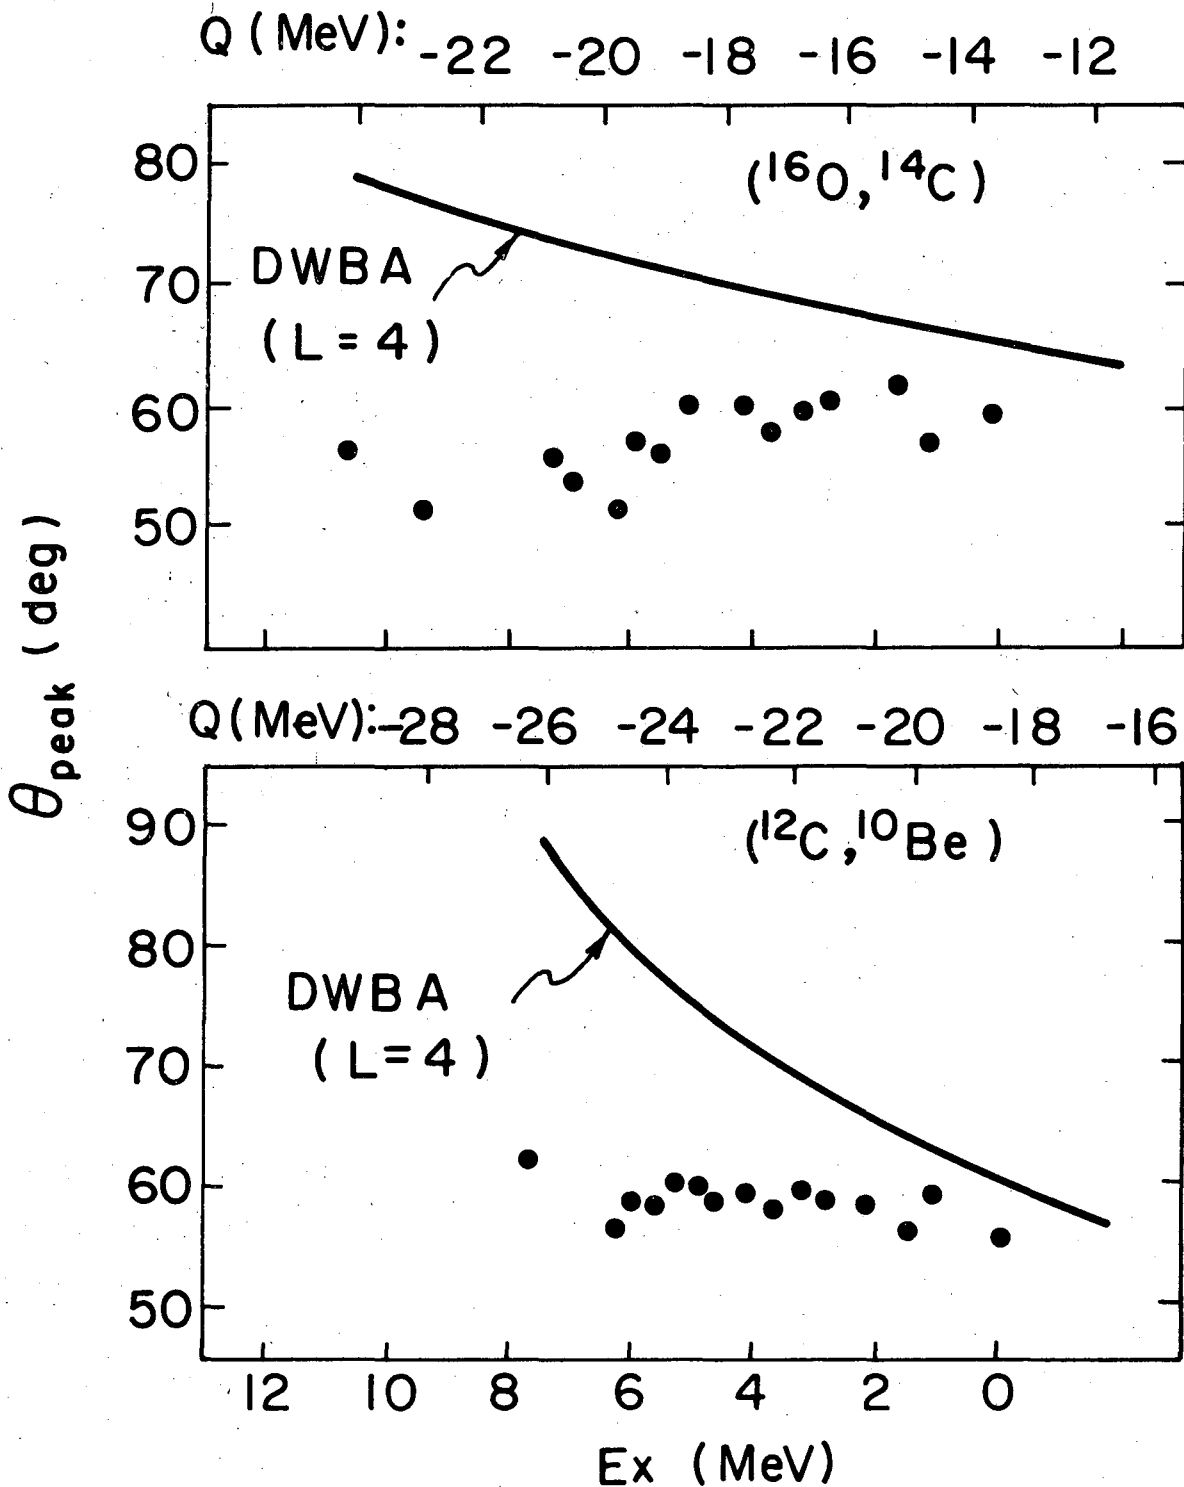 Q (MeV): -22 -20 -18 -16 -14 -12
80
(¹⁶O, ¹⁴C)
DWBA
70
(L=4)
60
50
θpeak (deg)
Q (MeV): -28 -26 -24 -22 -20 -18 -16
90
(¹²C, ¹⁰Be)
80
DWBA
(L=4)
70
60
50
12 10 8 6 4 2 0
Ex (MeV)